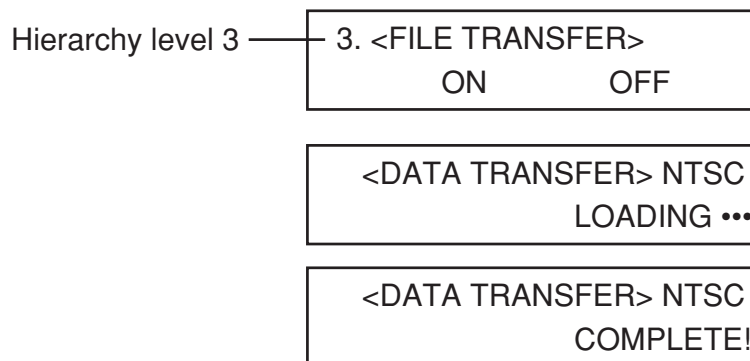 Hierarchy level 3
3. <FILE TRANSFER>
ON OFF
<DATA TRANSFER> NTSC
LOADING •••
<DATA TRANSFER> NTSC
COMPLETE!